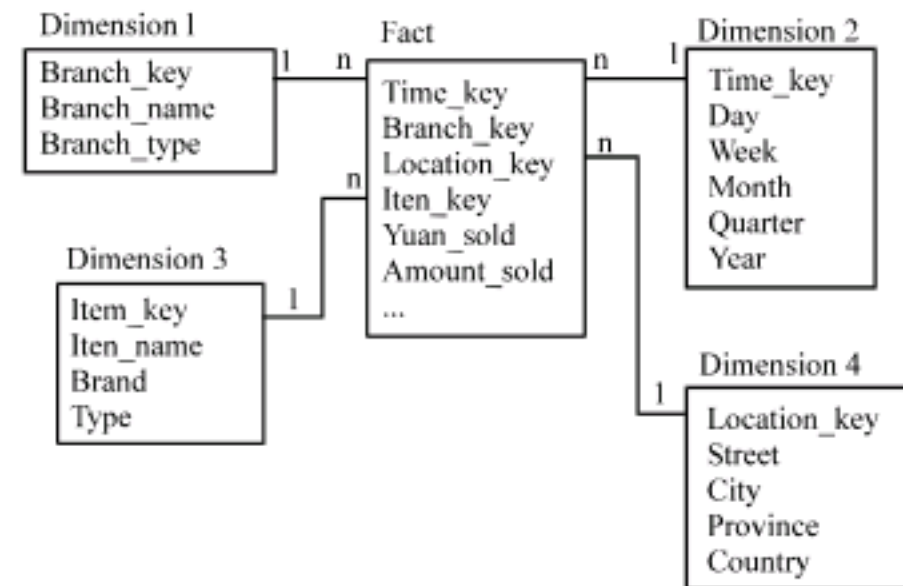 Dimension 1
Branch_key
Branch_name
Branch_type
1
n
Fact
Time_key
Branch_key
Location_key
Iten_key
Yuan_sold
Amount_sold
...
n
1
Dimension 2
Time_key
Day
Week
Month
Quarter
Year
Dimension 3
Item_key
Iten_name
Brand
Type
1
n
n
1
Dimension 4
Location_key
Street
City
Province
Country